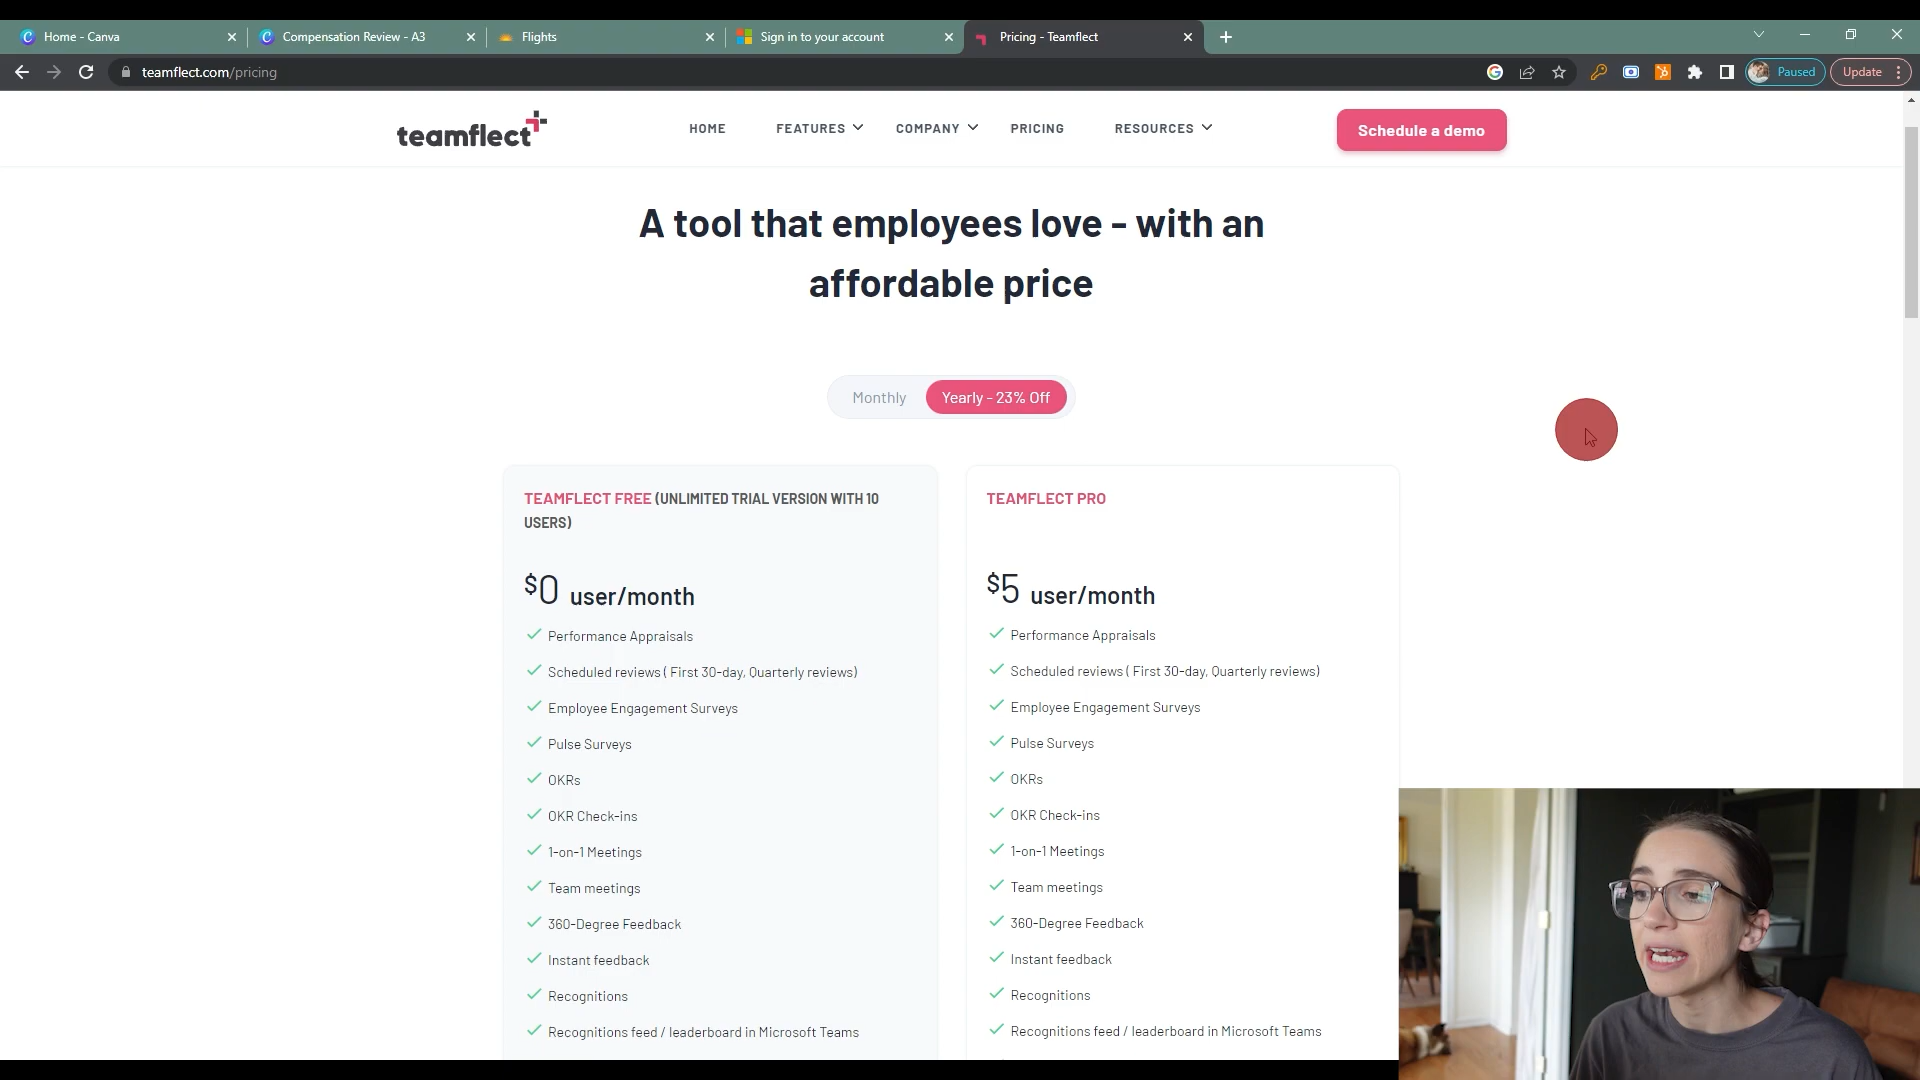 Home - Canva
Compensation Review - A3
Flights
Sign in to your account
Pricing - Teamflect
teamflect.com/pricing
Paused
Update
teamflect
HOME
FEATURES
COMPANY
PRICING
RESOURCES
Schedule a demo
A tool that employees love - with an
affordable price
Monthly
Yearly - 23% Off
TEAMFLECT FREE (UNLIMITED TRIAL VERSION WITH 10
USERS)
$0 user/month
Performance Appraisals
Scheduled reviews ( First 30-day, Quarterly reviews)
Employee Engagement Surveys
Pulse Surveys
OKRs
OKR Check-ins
1-on-1 Meetings
Team meetings
360-Degree Feedback
Instant feedback
Recognitions
Recognitions feed / leaderboard in Microsoft Teams
TEAMFLECT PRO
$5 user/month
Performance Appraisals
Scheduled reviews ( First 30-day, Quarterly reviews)
Employee Engagement Surveys
Pulse Surveys
OKRs
OKR Check-ins
1-on-1 Meetings
Team meetings
360-Degree Feedback
Instant feedback
Recognitions
Recognitions feed / leaderboard in Microsoft Teams